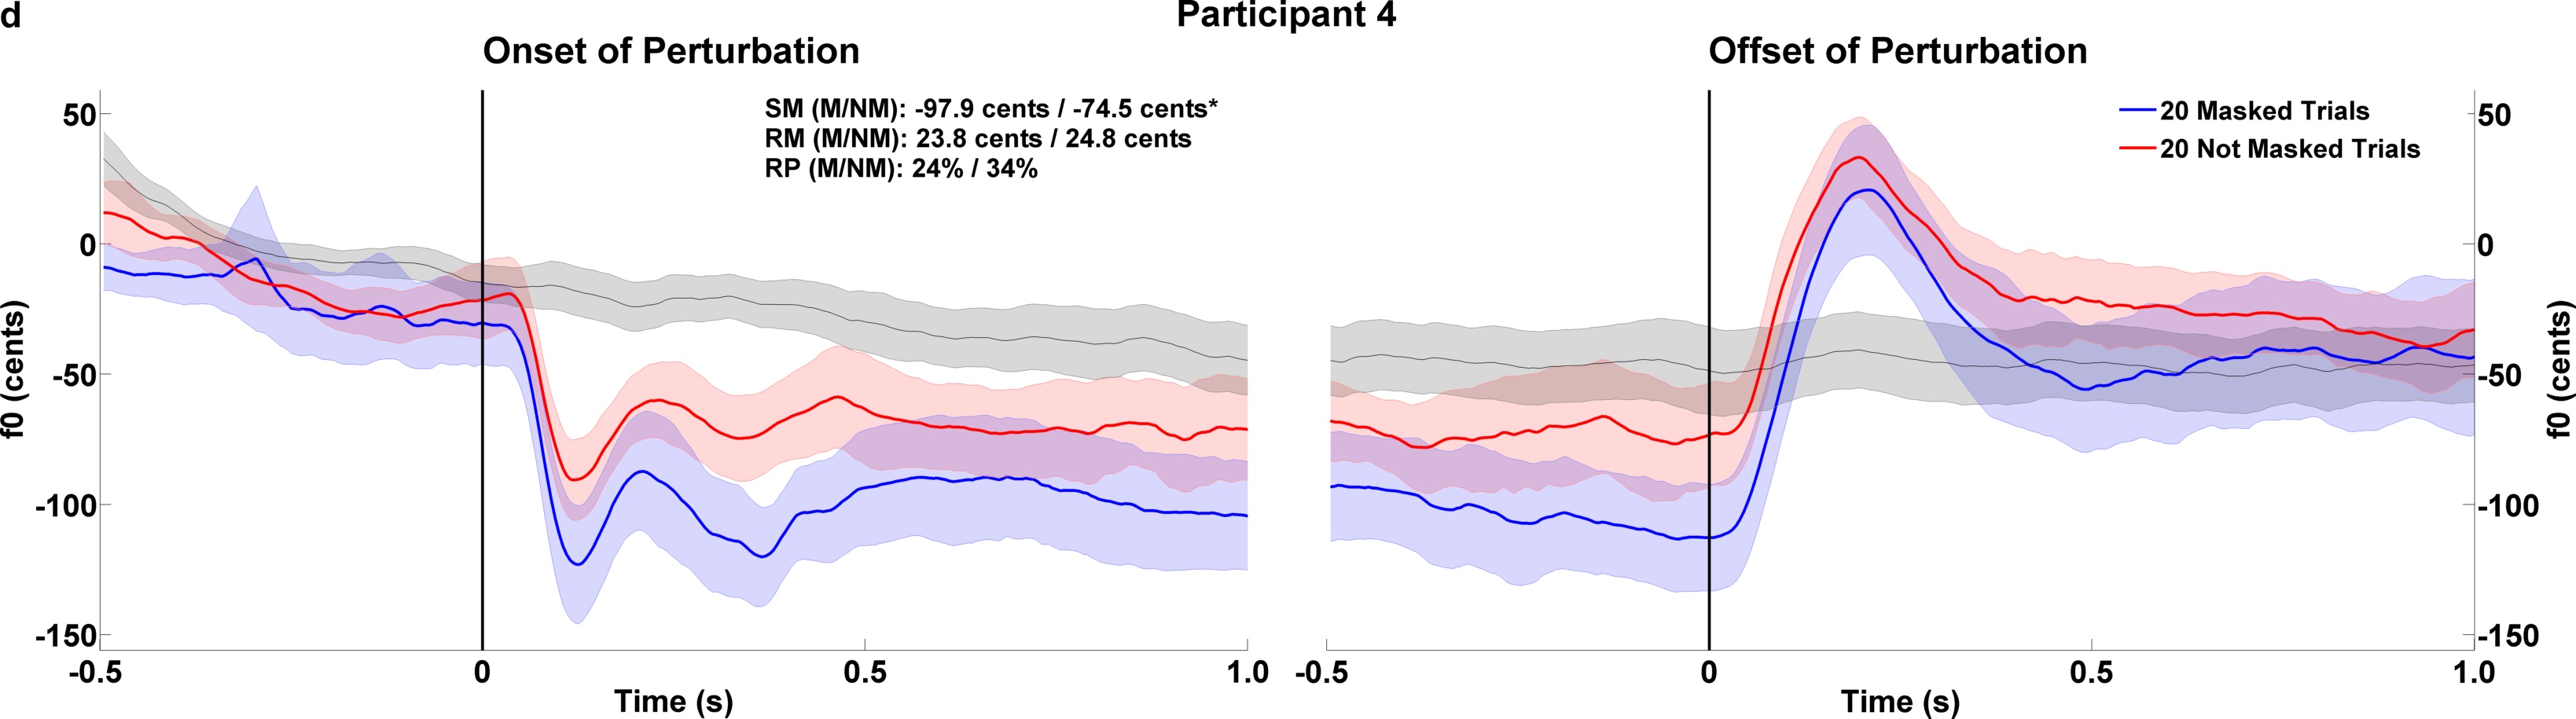 d
Participant 4
Onset of Perturbation
Offset of Perturbation
SM (M/NM): -97.9 cents / -74.5 cents*
RM (M/NM): 23.8 cents / 24.8 cents
RP (M/NM): 24% / 34%
20 Masked Trials
20 Not Masked Trials
f0 (cents)
50
0
-50
-100
-150
-0.5
0
0.5
1.0
Time (s)
-0.5
0
0.5
1.0
Time (s)
50
0
-50
-100
-150
f0 (cents)